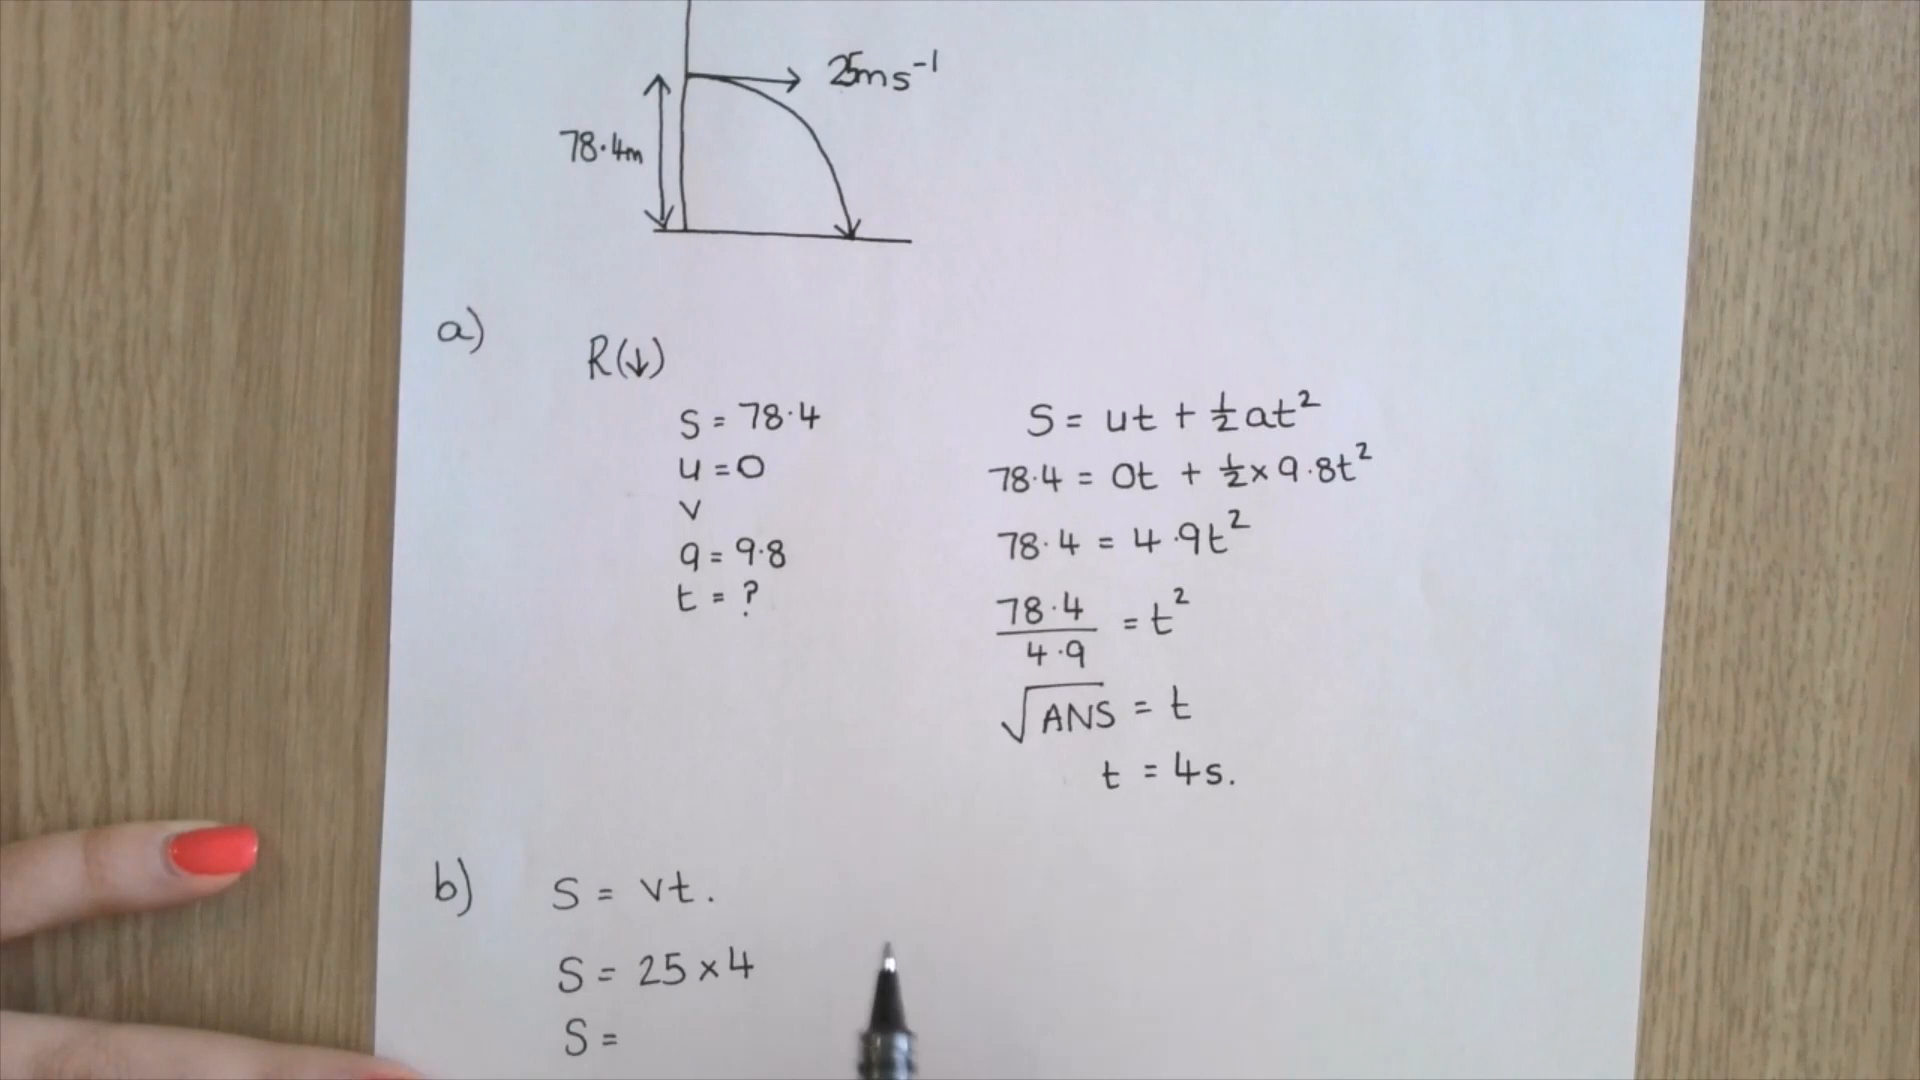 25ms⁻¹
78·4m
a)
R(↓)
S = 78·4
u = 0
v
a = 9·8
t = ?
S = ut + ½at²
78·4 = 0t + ½ × 9·8t²
78·4 = 4·9t²
78·4/4·9 = t²
√ANS = t
t = 4s.
b) S = vt.
S = 25 × 4
S =